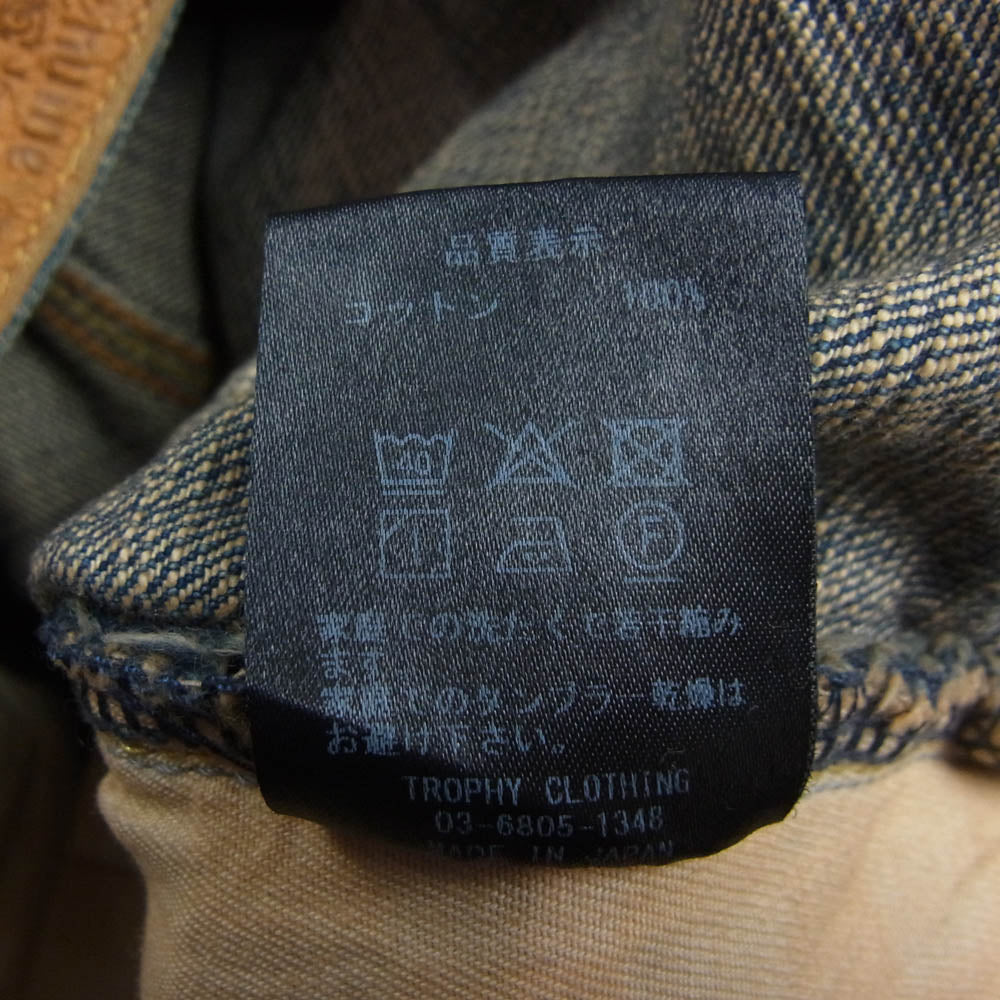 品質表示
コットン 100%
40
F
家庭での洗たくで若干縮み
ます。
家庭でのタンブラー乾燥は
お避け下さい。
TROPHY CLOTHING
03-6805-1348
MADE IN JAPAN